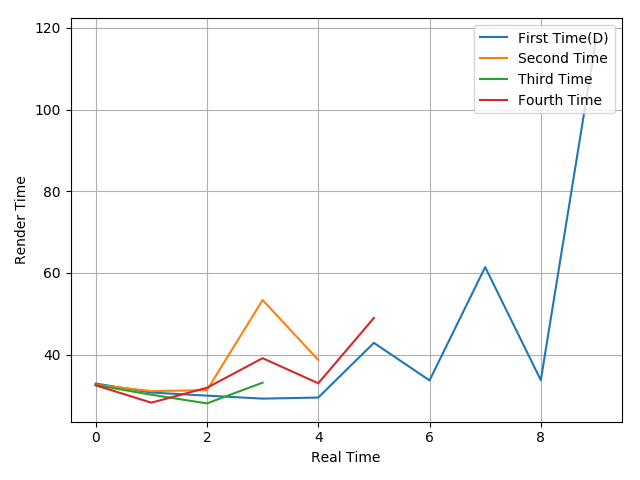 120
100
80
60
40
Render Time
0 2 4 6 8
Real Time
First Time(D)
Second Time
Third Time
Fourth Time